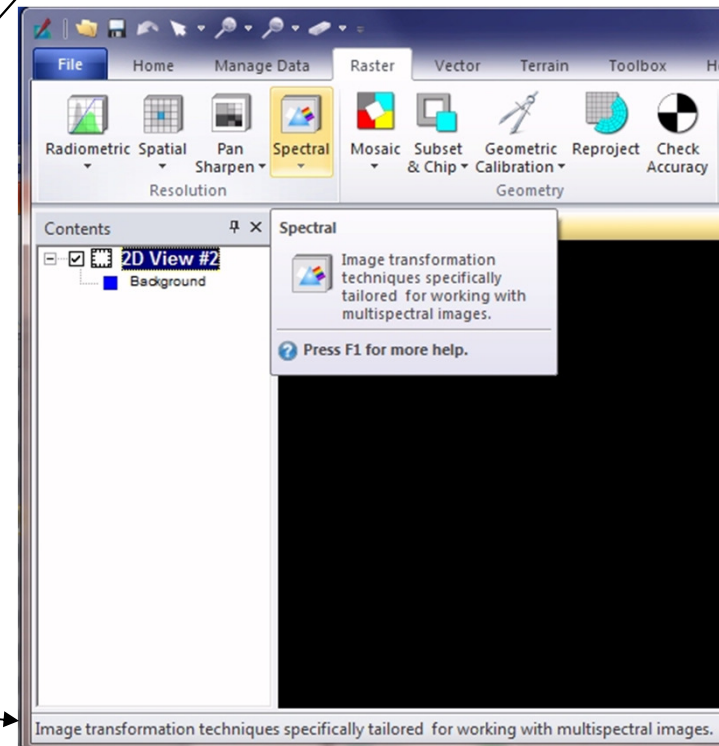 File Home Manage Data Raster Vector Terrain Toolbox H
Radiometric Spatial Pan Sharpen Spectral Mosaic Subset & Chip Geometric Calibration Reproject Check Accuracy
Resolution Geometry
Contents
2D View #2
Background
Spectral
Image transformation
techniques specifically
tailored for working with
multispectral images.
Press F1 for more help.
Image transformation techniques specifically tailored for working with multispectral images.